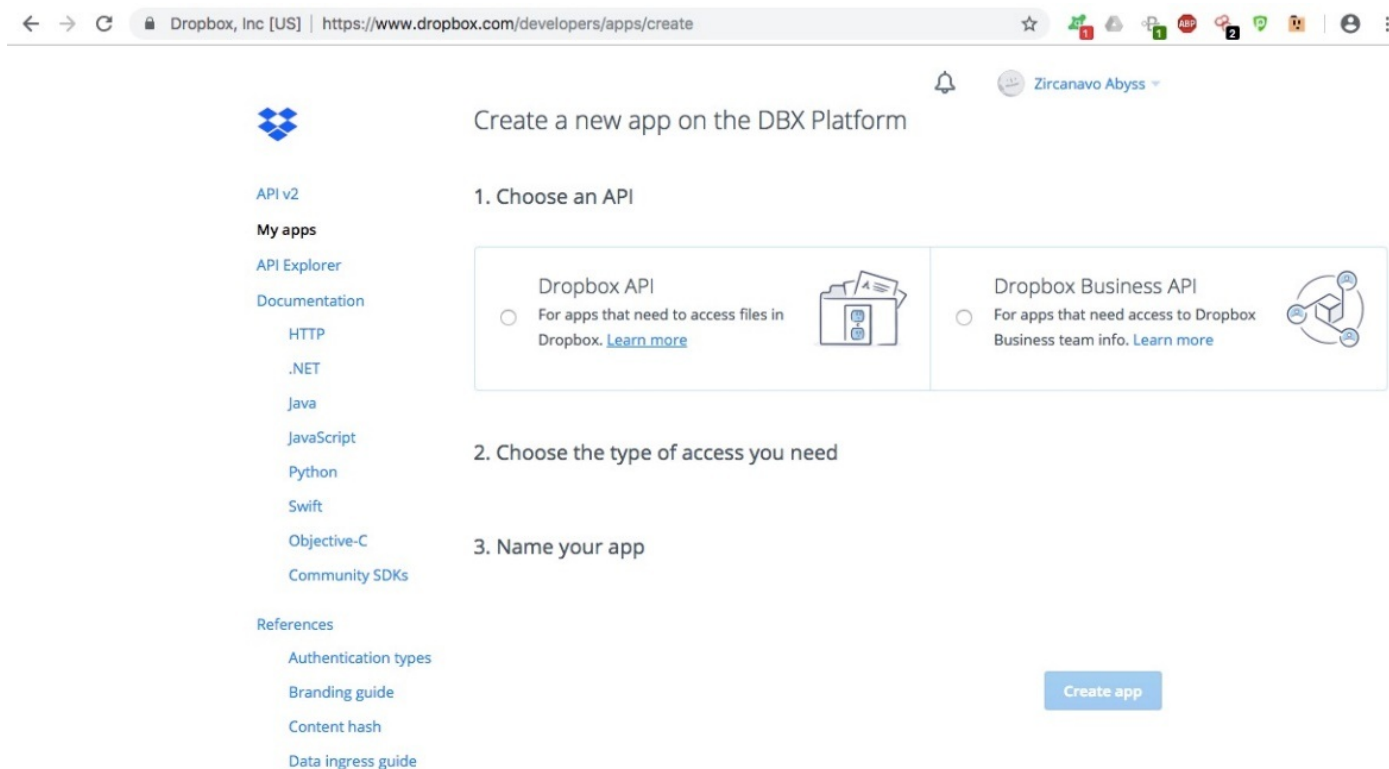 Dropbox, Inc [US] | https://www.dropbox.com/developers/apps/create
1
1
ABP
2
Zircanavo Abyss
Create a new app on the DBX Platform
API v2
My apps
API Explorer
Documentation
HTTP
.NET
Java
JavaScript
Python
Swift
Objective-C
Community SDKs
References
Authentication types
Branding guide
Content hash
Data ingress guide
1. Choose an API
Dropbox API
For apps that need to access files in
Dropbox. Learn more
Dropbox Business API
For apps that need access to Dropbox
Business team info. Learn more
2. Choose the type of access you need
3. Name your app
Create app